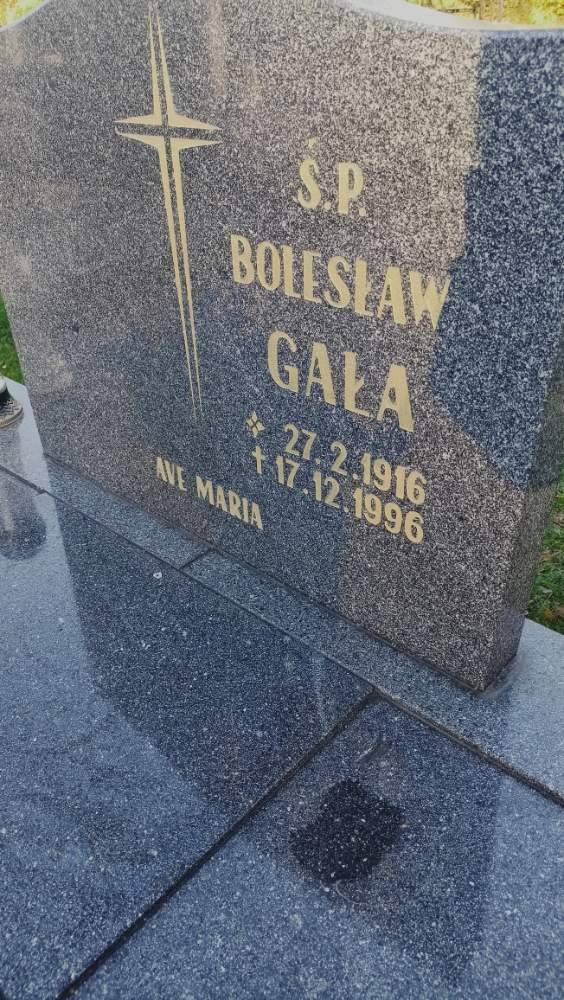 Ś.P.
BOLESŁAW
GAŁA
27.2.1916
† 17.12.1996
AVE MARIA